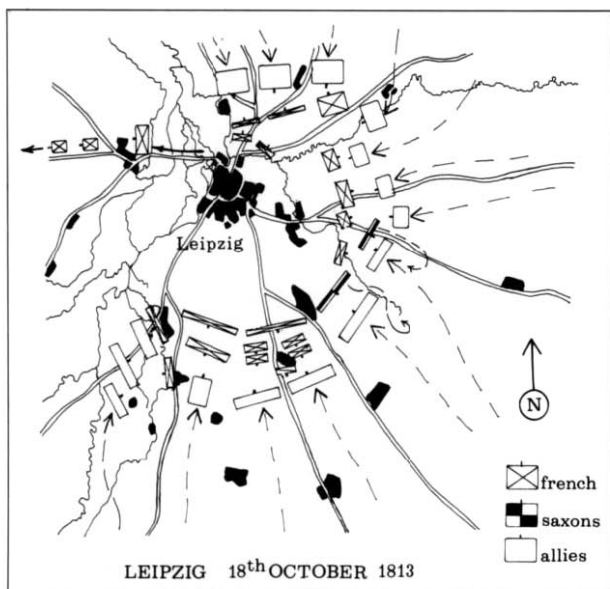 Leipzig
N
french
saxons
allies
LEIPZIG 18th OCTOBER 1813